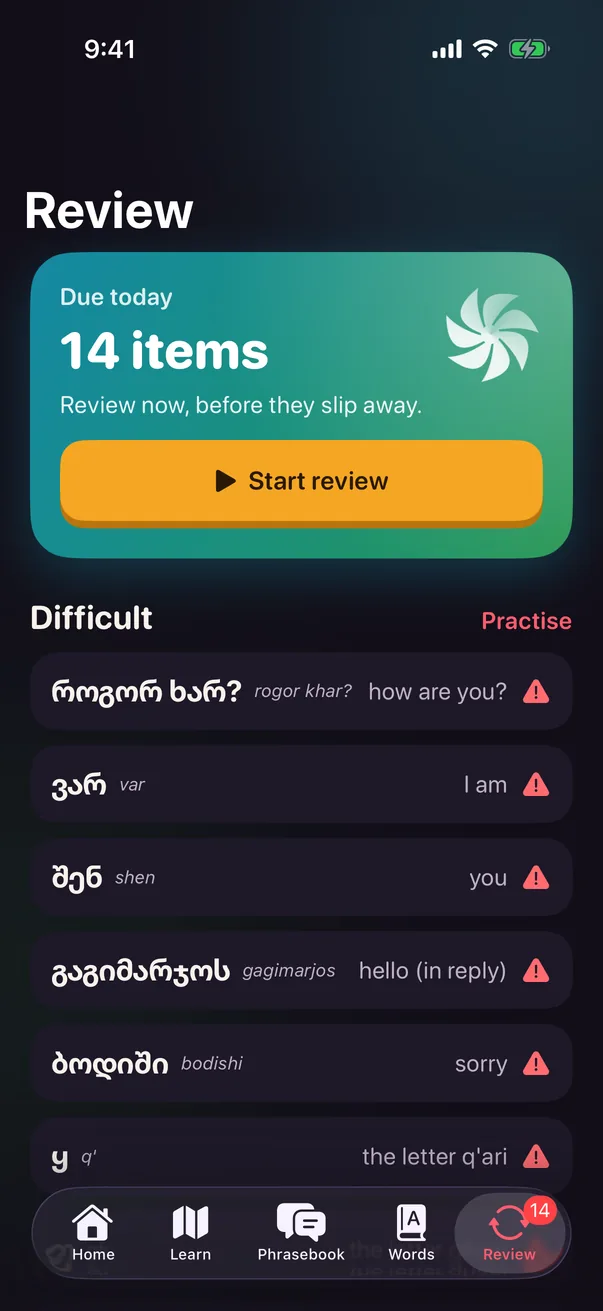 9:41
Review
Due today
14 items
Review now, before they slip away.
Start review
Difficult Practise
როგორ ხარ? rogor khar? how are you?
ვარ var I am
შენ shen you
გაგიმარჯოს gagimarjos hello (in reply)
ბოდიში bodishi sorry
ყ q' the letter q'ari
14
Home Learn Phrasebook Words Review